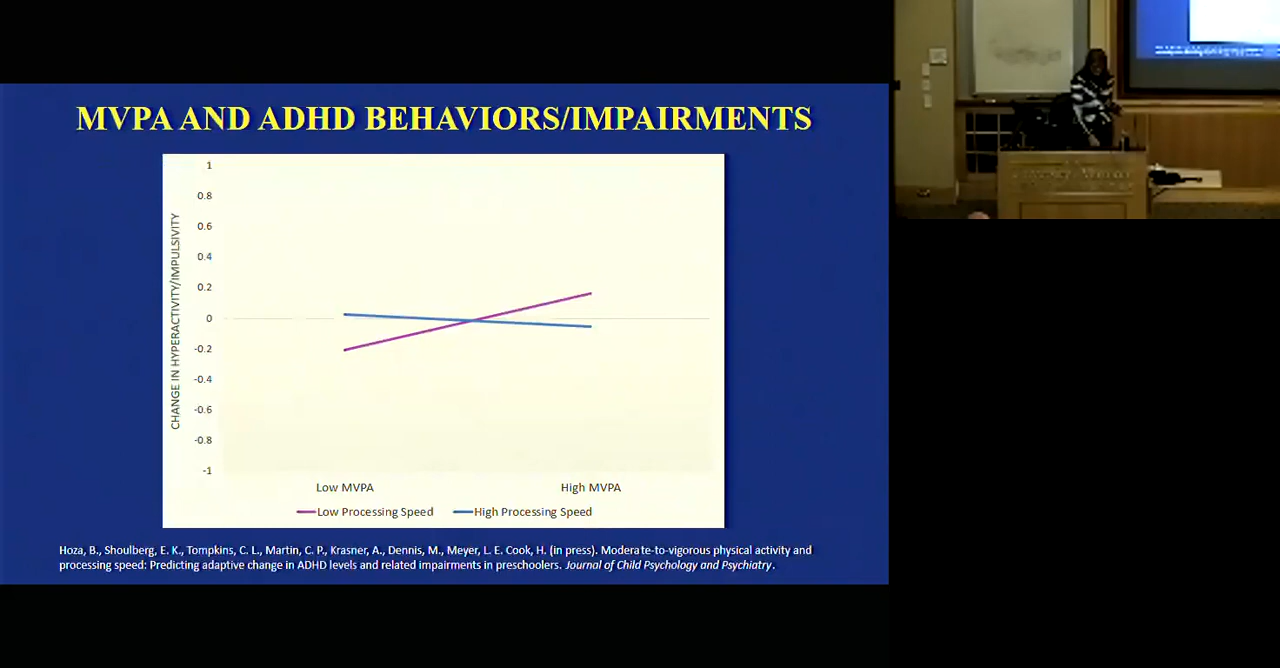 MVPA AND ADHD BEHAVIORS/IMPAIRMENTS
CHANGE IN HYPERACTIVITY/IMPULSIVITY
1
0.8
0.6
0.4
0.2
0
-0.2
-0.4
-0.6
-0.8
-1
Low MVPA High MVPA
Low Processing Speed High Processing Speed
Hoza, B., Shoulberg, E. K., Tompkins, C. L., Martin, C. P., Krasner, A., Dennis, M., Meyer, L. E. Cook, H. (in press). Moderate-to-vigorous physical activity and
processing speed: Predicting adaptive change in ADHD levels and related impairments in preschoolers. Journal of Child Psychology and Psychiatry.